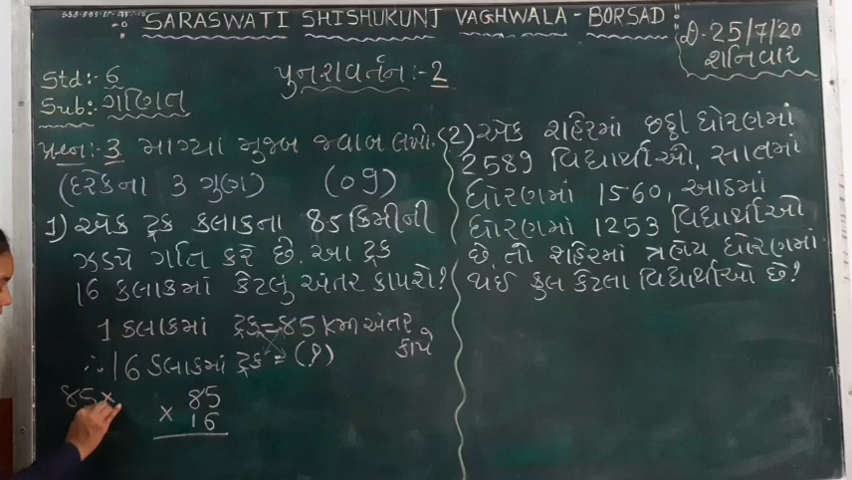 SARASWATI SHISHUKUNJ VAGHWALA - BORSAD
તા. 25/7/20
શનિવાર
Std:- 6
Sub:- ગણિત
પુનરાવર્તન:-2
પ્રશ્ન:-3 માગ્યા મુજબ જવાબ લખો.
(દરેકના 3 ગુણ) (09)
1) એક ટ્રક કલાકના 85 કિમીની
ઝડપે ગતિ કરે છે. આ ટ્રક
16 કલાકમાં કેટલું અંતર કાપશે?
1 કલાકમાં ટ્રક = 85 km અંતર
કાપે
∴ 16 કલાકમાં ટ્રક = (?)
85 ×
85
× 16
(2) એક શહેરમાં છઠ્ઠા ધોરણમાં
2589 વિદ્યાર્થીઓ, સાતમાં
ધોરણમાં 1560, આઠમાં
ધોરણમાં 1253 વિદ્યાર્થીઓ
છે. તો શહેરમાં ત્રણેય ધોરણમાં
થઈ કુલ કેટલા વિદ્યાર્થીઓ છે?